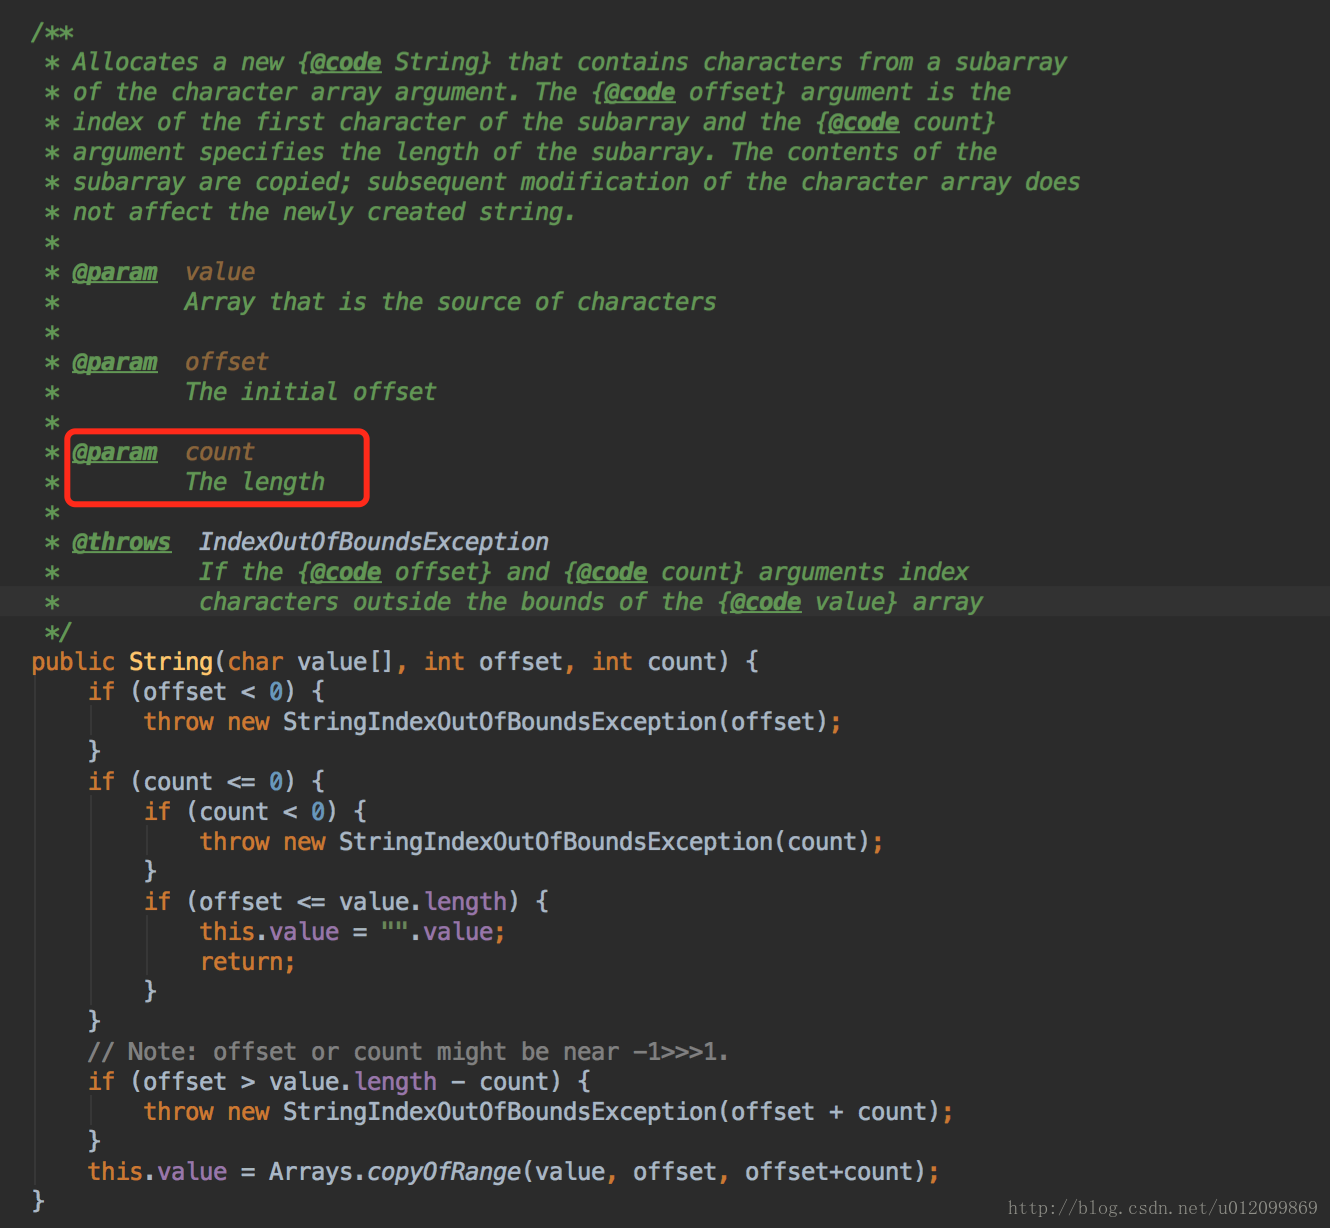 /**
 * Allocates a new {@code String} that contains characters from a subarray
 * of the character array argument. The {@code offset} argument is the
 * index of the first character of the subarray and the {@code count}
 * argument specifies the length of the subarray. The contents of the
 * subarray are copied; subsequent modification of the character array does
 * not affect the newly created string.
 *
 * @param  value
 *         Array that is the source of characters
 *
 * @param  offset
 *         The initial offset
 *
 * @param  count
 *         The length
 *
 * @throws  IndexOutOfBoundsException
 *          If the {@code offset} and {@code count} arguments index
 *          characters outside the bounds of the {@code value} array
 */
public String(char value[], int offset, int count) {
    if (offset < 0) {
        throw new StringIndexOutOfBoundsException(offset);
    }
    if (count <= 0) {
        if (count < 0) {
            throw new StringIndexOutOfBoundsException(count);
        }
        if (offset <= value.length) {
            this.value = "".value;
            return;
        }
    }
    // Note: offset or count might be near -1>>>1.
    if (offset > value.length - count) {
        throw new StringIndexOutOfBoundsException(offset + count);
    }
    this.value = Arrays.copyOfRange(value, offset, offset+count);
}
http://blog.csdn.net/u012099869